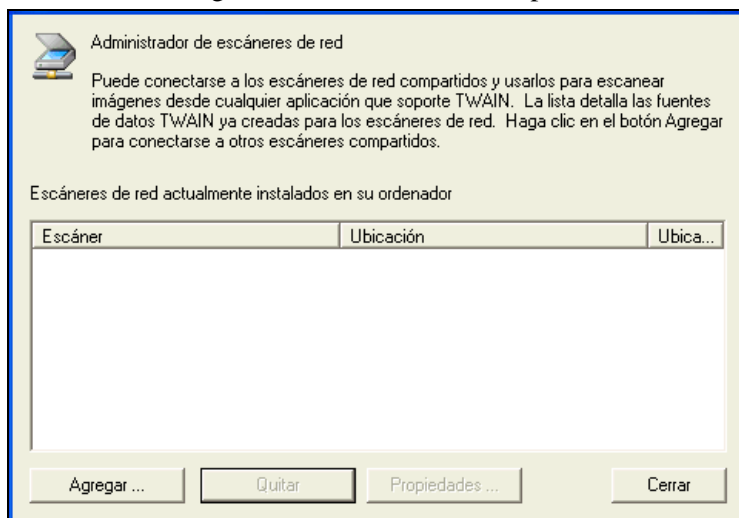 Administrador de escáneres de red
Puede conectarse a los escáneres de red compartidos y usarlos para escanear
imágenes desde cualquier aplicación que soporte TWAIN. La lista detalla las fuentes
de datos TWAIN ya creadas para los escáneres de red. Haga clic en el botón Agregar
para conectarse a otros escáneres compartidos.
Escáneres de red actualmente instalados en su ordenador
Escáner Ubicación Ubica...
Agregar ... Quitar Propiedades ... Cerrar